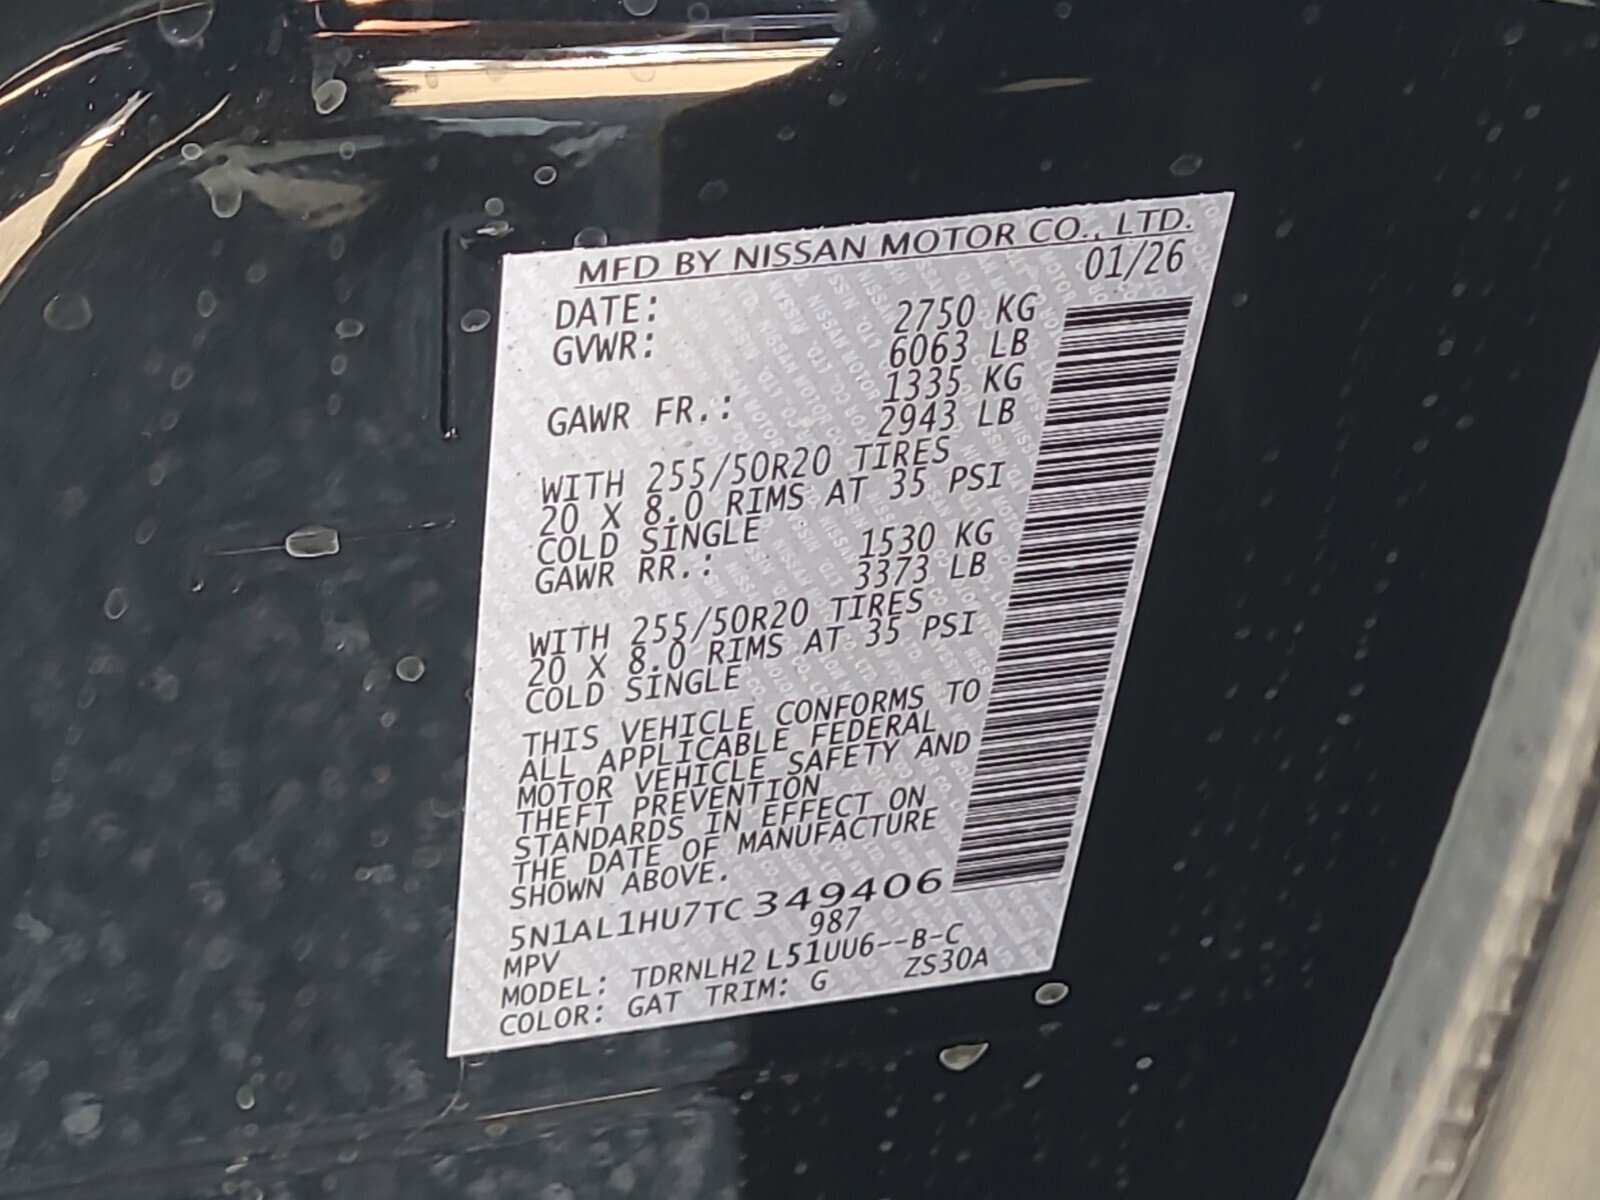 MFD BY NISSAN MOTOR CO., LTD.
DATE: 01/26
GVWR: 2750 KG
6063 LB
GAWR FR.: 1335 KG
2943 LB
WITH 255/50R20 TIRES
20 X 8.0 RIMS AT 35 PSI
COLD SINGLE
GAWR RR.: 1530 KG
3373 LB
WITH 255/50R20 TIRES
20 X 8.0 RIMS AT 35 PSI
COLD SINGLE
THIS VEHICLE CONFORMS TO
ALL APPLICABLE FEDERAL
MOTOR VEHICLE SAFETY AND
THEFT PREVENTION
STANDARDS IN EFFECT ON
THE DATE OF MANUFACTURE
SHOWN ABOVE.
5N1AL1HU7TC349406
MPV 987
MODEL: TDRNLH2 L51UU6--B-C
COLOR: GAT TRIM: G ZS30A